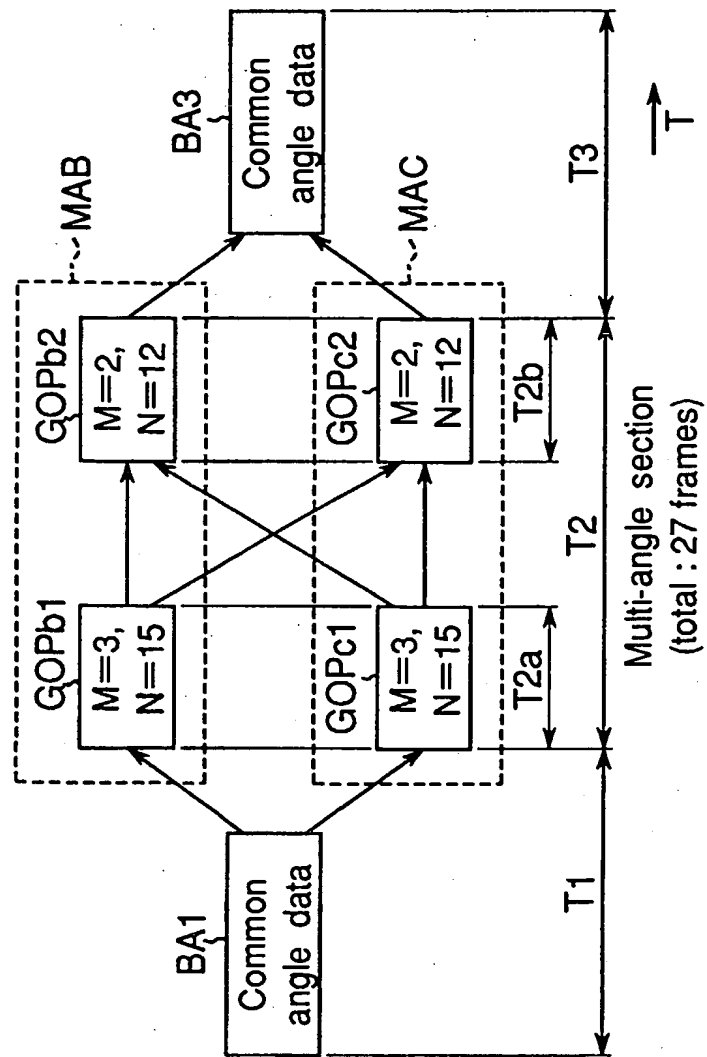 MAB
GOPb1
M=3,
N=15
GOPb2
M=2,
N=12
BA1
Common
angle data
BA3
Common
angle data
GOPc1
M=3,
N=15
GOPc2
M=2,
N=12
MAC
T2a
T2b
T1
T2
T3
Multi-angle section
(total : 27 frames)
T